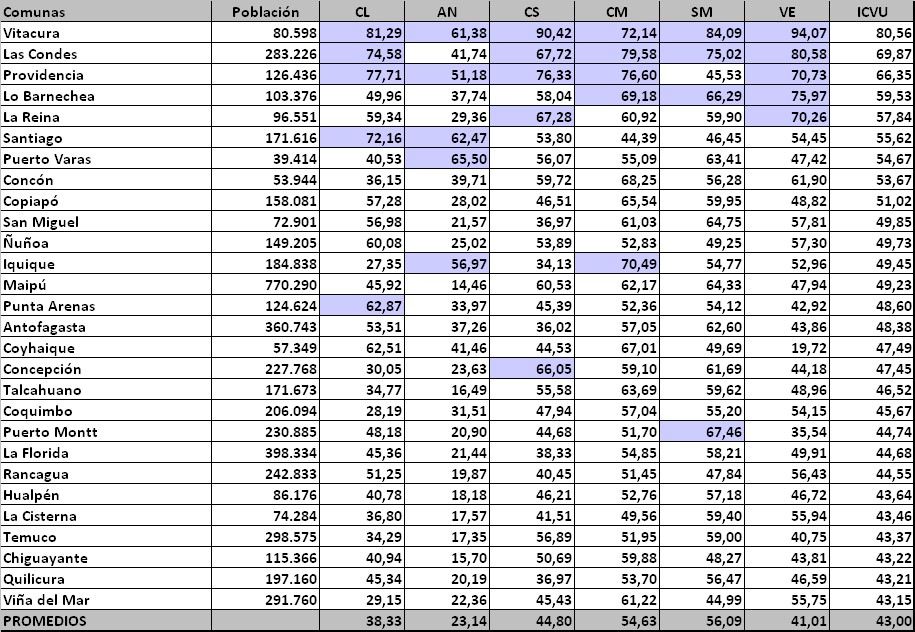 Comunas Población CL AN CS CM SM VE ICVU
Vitacura 80.598 81,29 61,38 90,42 72,14 84,09 94,07 80,56
Las Condes 283.226 74,58 41,74 67,72 79,58 75,02 80,58 69,87
Providencia 126.436 77,71 51,18 76,33 76,60 45,53 70,73 66,35
Lo Barnechea 103.376 49,96 37,74 58,04 69,18 66,29 75,97 59,53
La Reina 96.551 59,34 29,36 67,28 60,92 59,90 70,26 57,84
Santiago 171.616 72,16 62,47 53,80 44,39 46,45 54,45 55,62
Puerto Varas 39.414 40,53 65,50 56,07 55,09 63,41 47,42 54,67
Concón 53.944 36,15 39,71 59,72 68,25 56,28 61,90 53,67
Copiapó 158.081 57,28 28,02 46,51 65,54 59,95 48,82 51,02
San Miguel 72.901 56,98 21,57 36,97 61,03 64,75 57,81 49,85
Ñuñoa 149.205 60,08 25,02 53,89 52,83 49,25 57,30 49,73
Iquique 184.838 27,35 56,97 34,13 70,49 54,77 52,96 49,45
Maipú 770.290 45,92 14,46 60,53 62,17 64,33 47,94 49,23
Punta Arenas 124.624 62,87 33,97 45,39 52,36 54,12 42,92 48,60
Antofagasta 360.743 53,51 37,26 36,02 57,05 62,60 43,86 48,38
Coyhaique 57.349 62,51 41,46 44,53 67,01 49,69 19,72 47,49
Concepción 227.768 30,05 23,63 66,05 59,10 61,69 44,18 47,45
Talcahuano 171.673 34,77 16,49 55,58 63,69 59,62 48,96 46,52
Coquimbo 206.094 28,19 31,51 47,94 57,04 55,20 54,15 45,67
Puerto Montt 230.885 48,18 20,90 44,68 51,70 67,46 35,54 44,74
La Florida 398.334 45,36 21,44 38,33 54,85 58,21 49,91 44,68
Rancagua 242.833 51,25 19,87 40,45 51,45 47,84 56,43 44,55
Hualpén 86.176 40,78 18,18 46,21 52,76 57,18 46,72 43,64
La Cisterna 74.284 36,80 17,57 41,51 49,56 59,40 55,94 43,46
Temuco 298.575 34,29 17,35 56,89 51,95 59,00 40,75 43,37
Chiguayante 115.366 40,94 15,70 50,69 59,88 48,27 43,81 43,22
Quilicura 197.160 45,34 20,19 36,97 53,70 56,47 46,59 43,21
Viña del Mar 291.760 29,15 22,36 45,43 61,22 44,99 55,75 43,15
PROMEDIOS 38,33 23,14 44,80 54,63 56,09 41,01 43,00